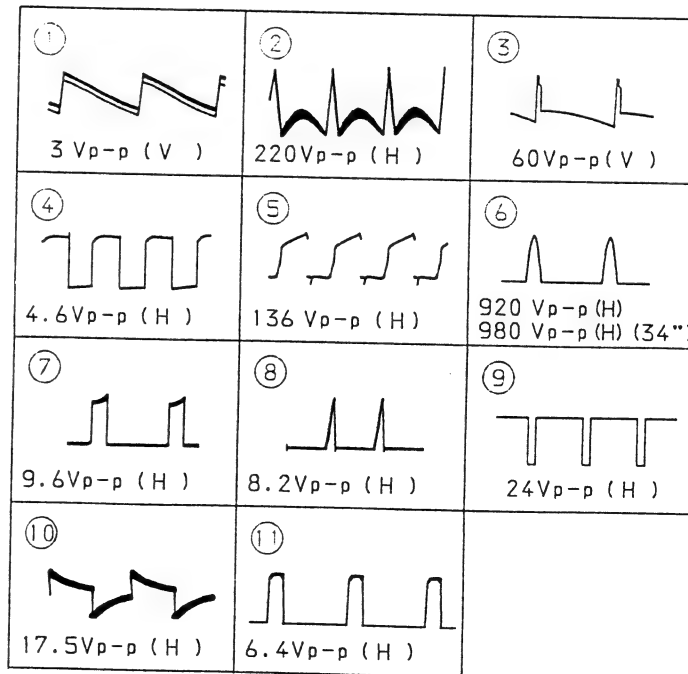 ① ② ③
3 Vp-p ( V ) 220Vp-p ( H ) 60Vp-p( V )
④ ⑤ ⑥
4.6Vp-p ( H ) 136 Vp-p ( H ) 920 Vp-p (H)
980 Vp-p (H) (34")
⑦ ⑧ ⑨
9.6Vp-p ( H ) 8.2Vp-p ( H ) 24Vp-p ( H )
⑩ ⑪
17.5Vp-p ( H ) 6.4Vp-p ( H )